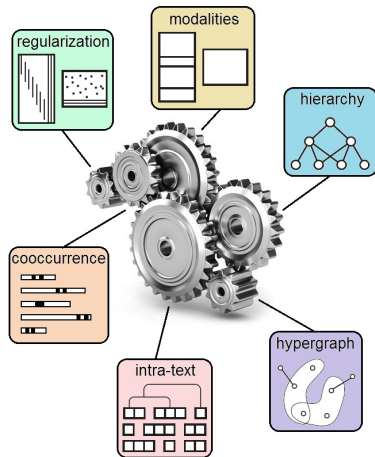 modalities
regularization
hierarchy
cooccurrence
hypergraph
intra-text